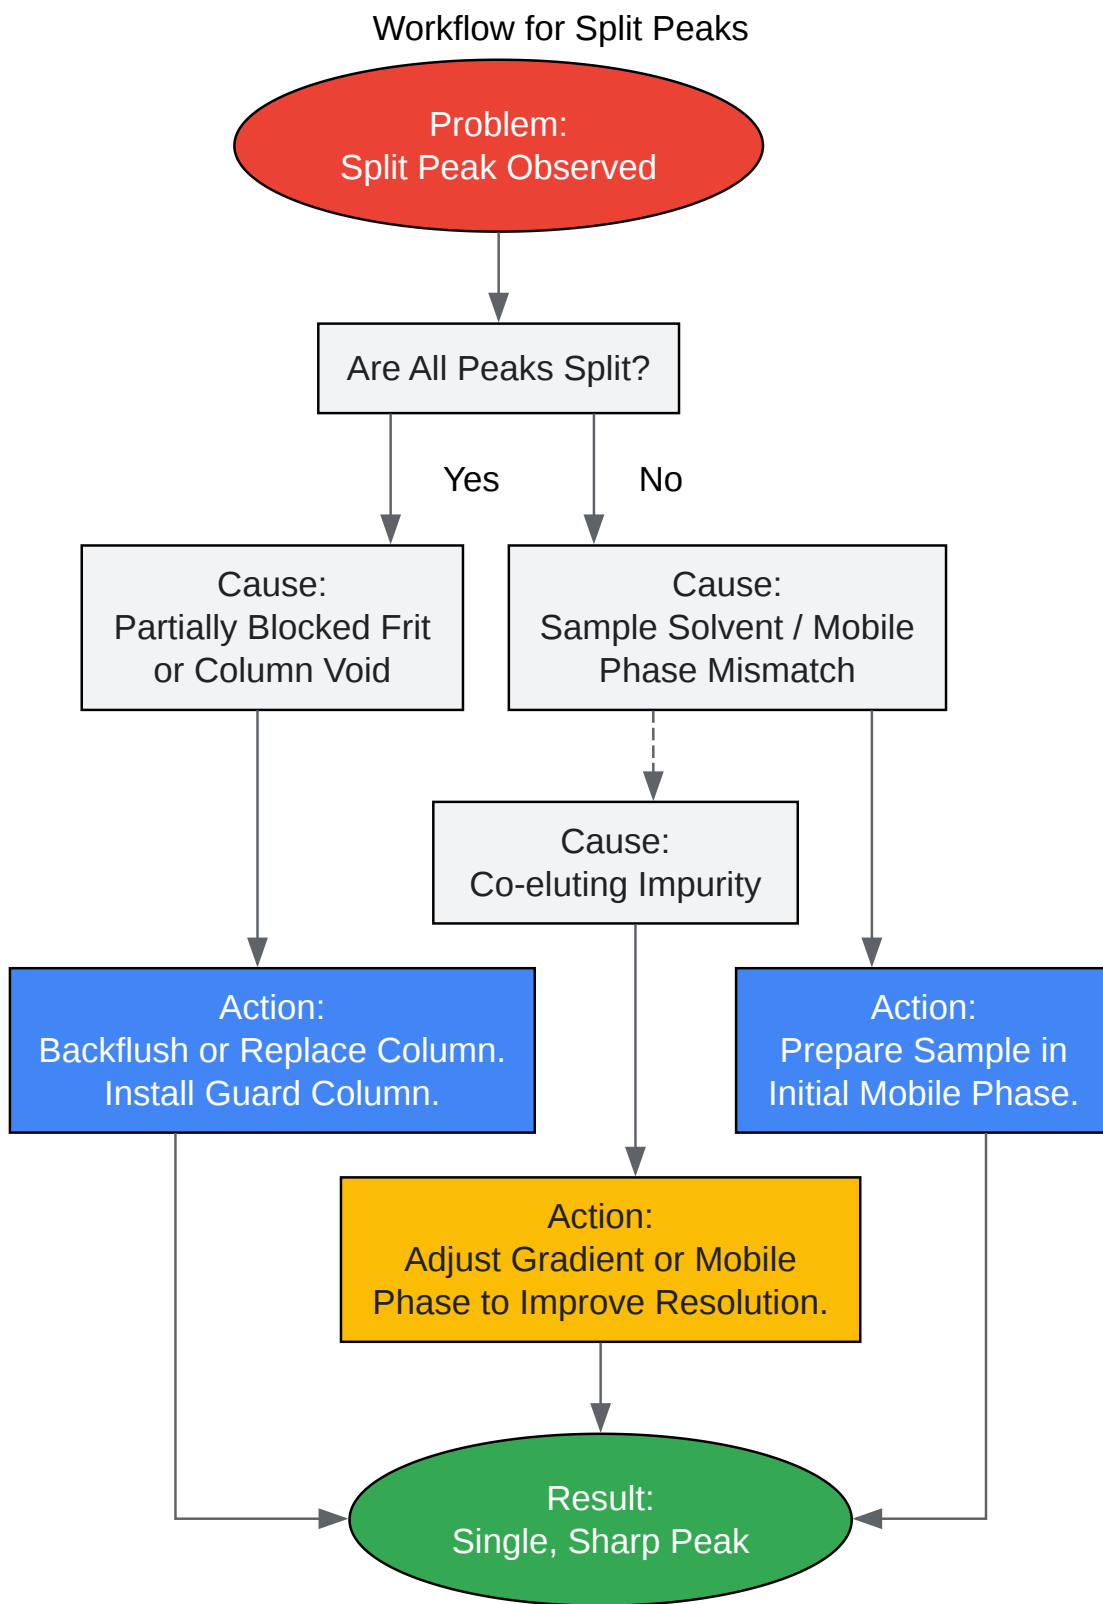 Workflow for Split Peaks
Problem:
Split Peak Observed
Are All Peaks Split?
Yes
No
Cause:
Partially Blocked Frit
or Column Void
Cause:
Sample Solvent / Mobile
Phase Mismatch
Cause:
Co-eluting Impurity
Action:
Backflush or Replace Column.
Install Guard Column.
Action:
Prepare Sample in
Initial Mobile Phase.
Action:
Adjust Gradient or Mobile
Phase to Improve Resolution.
Result:
Single, Sharp Peak